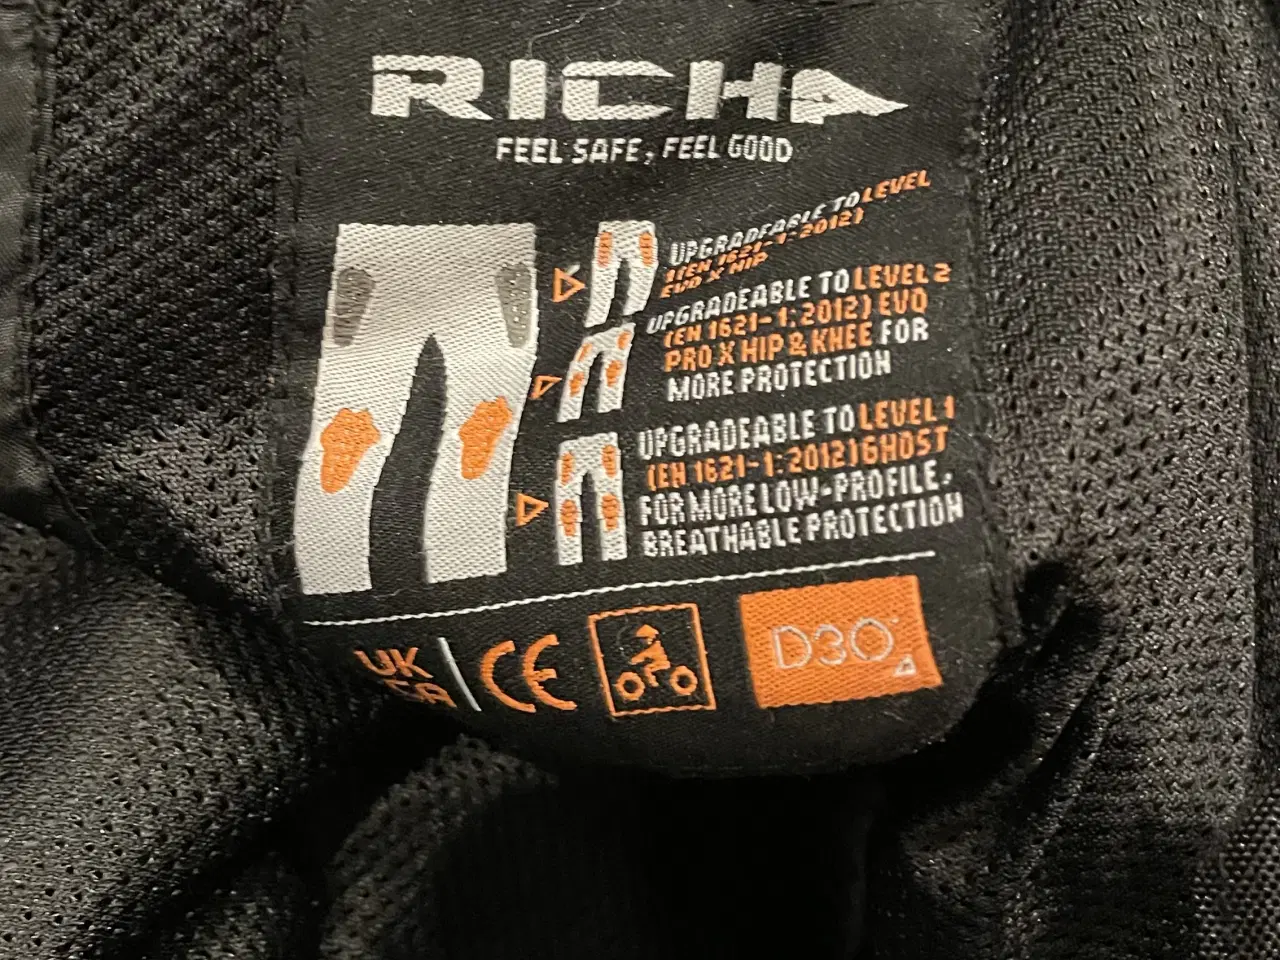 RICHA
FEEL SAFE, FEEL GOOD
UPGRADEABLE TO LEVEL
1 (EN 1621-1:2012)
EVO X HIP
UPGRADEABLE TO LEVEL 2
(EN 1621-1:2012) EVO
PRO X HIP & KNEE FOR
MORE PROTECTION
UPGRADEABLE TO LEVEL 1
(EN 1621-1:2012) GHOST
FOR MORE LOW-PROFILE,
BREATHABLE PROTECTION
UK
CA
CE
D3O